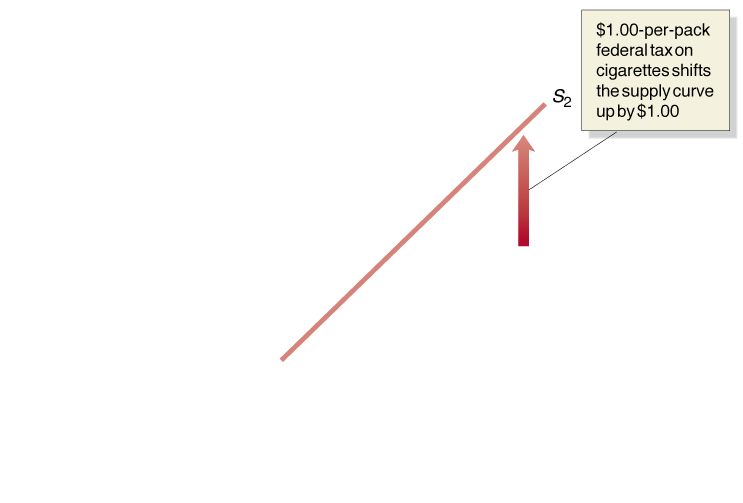 $1.00-per-pack
federal tax on
cigarettes shifts
the supply curve
up by $1.00
S2